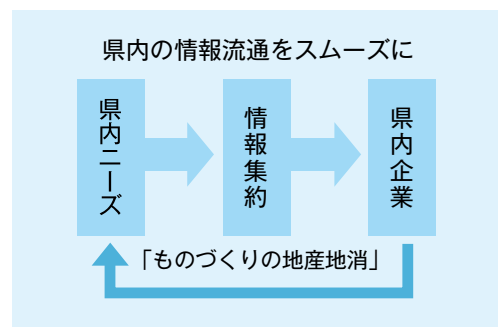 県内の情報流通をスムーズに
県内ニーズ
情報集約
県内企業
「ものづくりの地産地消」